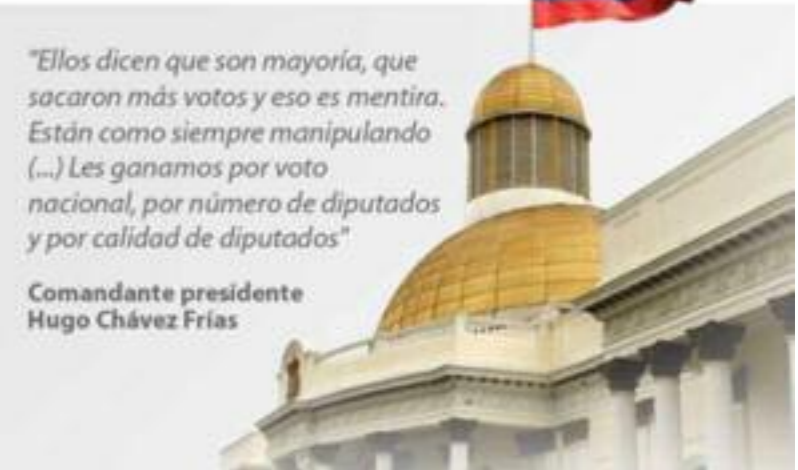 "Ellos dicen que son mayoría, que
sacaron más votos y eso es mentira.
Están como siempre manipulando
(...) Les ganamos por voto
nacional, por número de diputados
y por calidad de diputados"
Comandante presidente
Hugo Chávez Frías